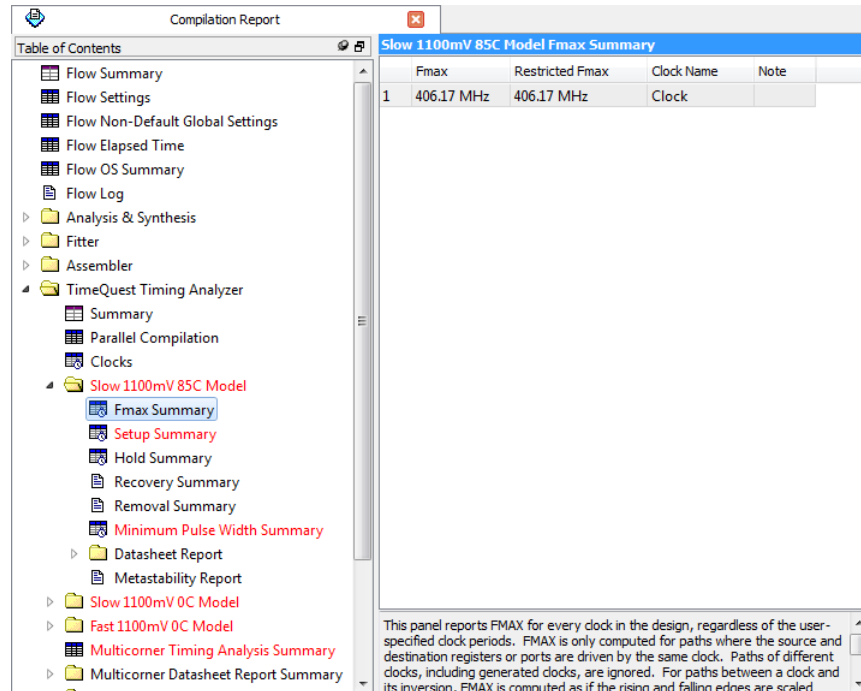 Compilation Report
Table of Contents
Flow Summary
Flow Settings
Flow Non-Default Global Settings
Flow Elapsed Time
Flow OS Summary
Flow Log
Analysis & Synthesis
Fitter
Assembler
TimeQuest Timing Analyzer
Summary
Parallel Compilation
Clocks
Slow 1100mV 85C Model
Fmax Summary
Setup Summary
Hold Summary
Recovery Summary
Removal Summary
Minimum Pulse Width Summary
Datasheet Report
Metastability Report
Slow 1100mV 0C Model
Fast 1100mV 0C Model
Multicorner Timing Analysis Summary
Multicorner Datasheet Report Summary
Slow 1100mV 85C Model Fmax Summary
Fmax Restricted Fmax Clock Name Note
1 406.17 MHz 406.17 MHz Clock
This panel reports FMAX for every clock in the design, regardless of the user-
specified clock periods. FMAX is only computed for paths where the source and
destination registers or ports are driven by the same clock. Paths of different
clocks, including generated clocks, are ignored. For paths between a clock and
its inversion, FMAX is computed as if the rising and falling edges are scaled